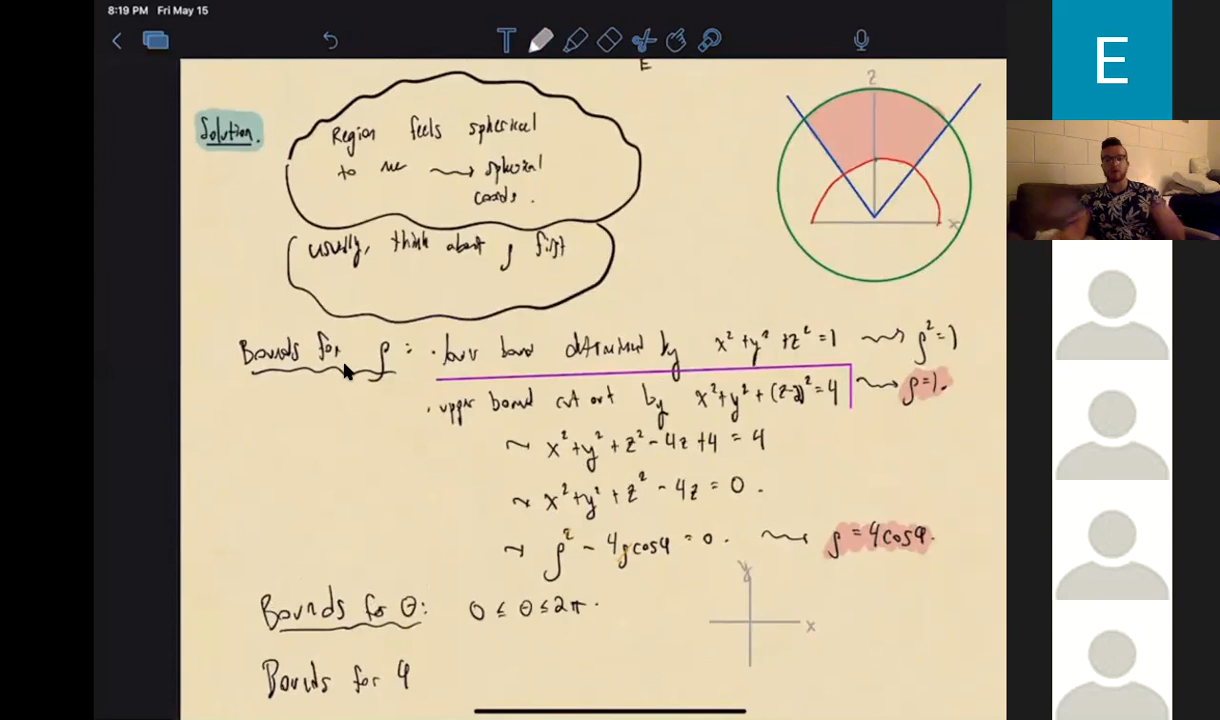 8:19 PM Fri May 15
T
E
E
Solution.
Region feels spherical
to me ⟿ spherical
coords.
usually, think about ρ first
z
x
Bounds for ρ: · lower bound determined by x²+y²+z²=1 ⟿ ρ²=1
· upper bound cut out by x²+y²+(z-2)²=4 ⟿ ρ=1.
~ x²+y²+z²-4z+4=4
~ x²+y²+z²-4z=0.
~ ρ²-4ρcosφ=0. ⟿ ρ=4cosφ.
Bounds for θ: 0≤θ≤2π.
y
x
Bounds for φ